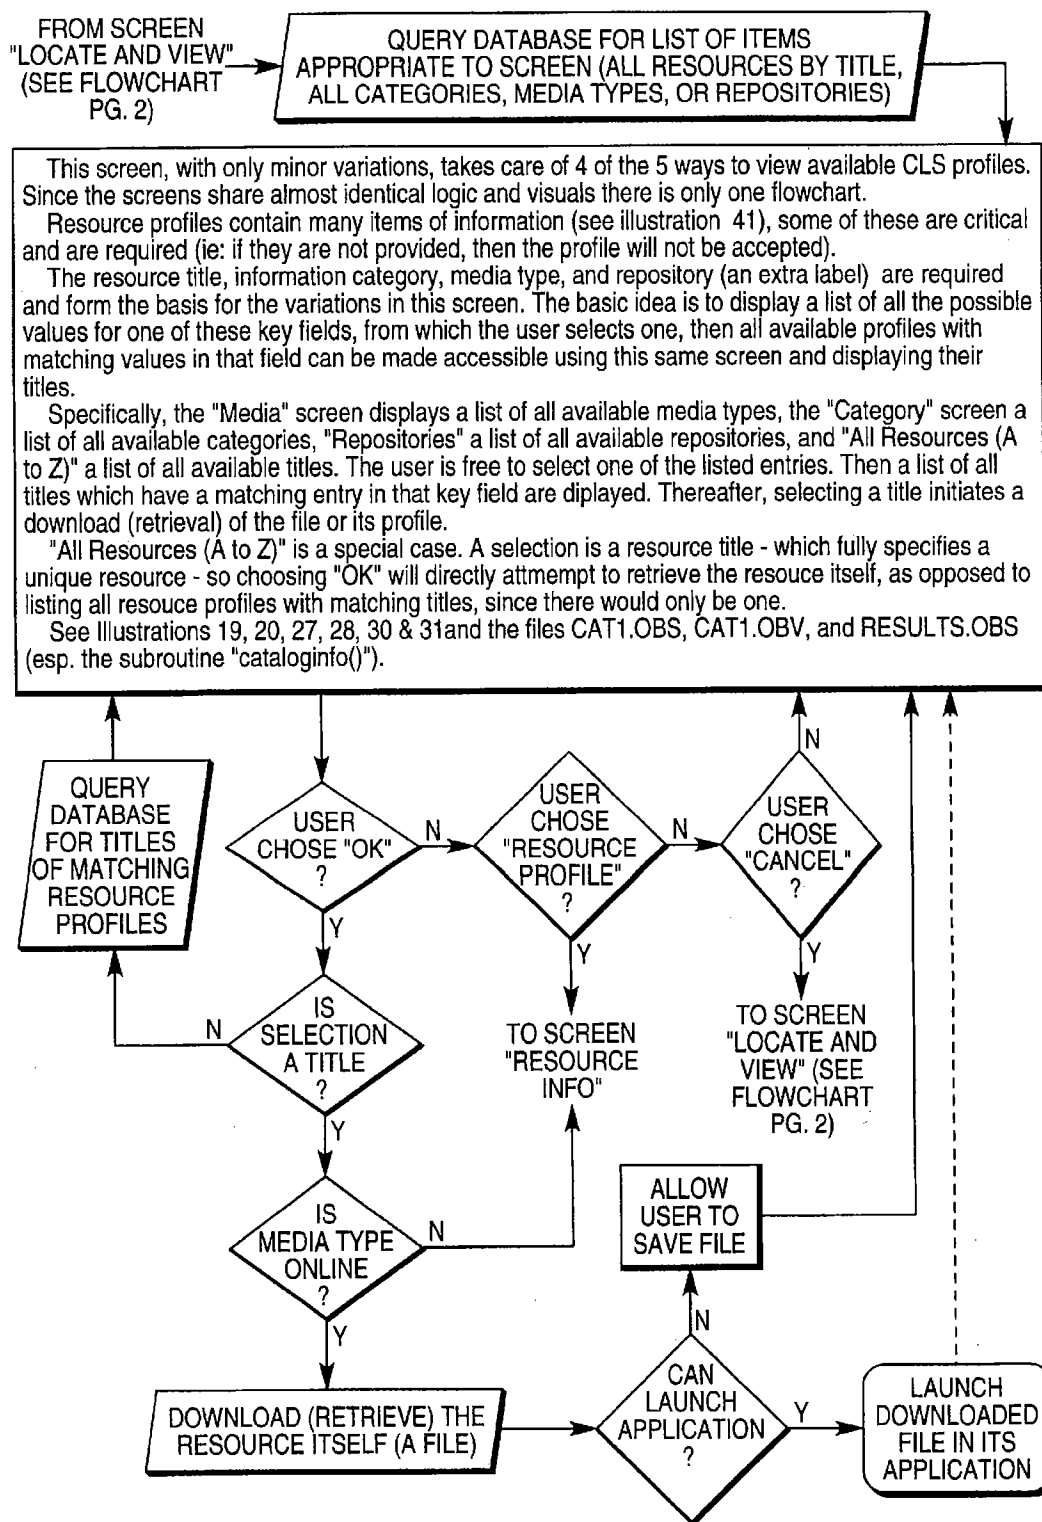 FROM SCREEN
"LOCATE AND VIEW"
(SEE FLOWCHART
PG. 2)
QUERY DATABASE FOR LIST OF ITEMS
APPROPRIATE TO SCREEN (ALL RESOURCES BY TITLE,
ALL CATEGORIES, MEDIA TYPES, OR REPOSITORIES)
This screen, with only minor variations, takes care of 4 of the 5 ways to view available CLS profiles.
Since the screens share almost identical logic and visuals there is only one flowchart.
Resource profiles contain many items of information (see illustration 41), some of these are critical
and are required (ie: if they are not provided, then the profile will not be accepted).
The resource title, information category, media type, and repository (an extra label) are required
and form the basis for the variations in this screen. The basic idea is to display a list of all the possible
values for one of these key fields, from which the user selects one, then all available profiles with
matching values in that field can be made accessible using this same screen and displaying their
titles.
Specifically, the "Media" screen displays a list of all available media types, the "Category" screen a
list of all available categories, "Repositories" a list of all available repositories, and "All Resources (A
to Z)" a list of all available titles. The user is free to select one of the listed entries. Then a list of all
titles which have a matching entry in that key field are diplayed. Thereafter, selecting a title initiates a
download (retrieval) of the file or its profile.
"All Resources (A to Z)" is a special case. A selection is a resource title - which fully specifies a
unique resource - so choosing "OK" will directly attmempt to retrieve the resouce itself, as opposed to
listing all resouce profiles with matching titles, since there would only be one.
See Illustrations 19, 20, 27, 28, 30 & 31and the files CAT1.OBS, CAT1.OBV, and RESULTS.OBS
(esp. the subroutine "cataloginfo()").
QUERY
DATABASE
FOR TITLES
OF MATCHING
RESOURCE
PROFILES
USER
CHOSE "OK"
?
N
Y
USER
CHOSE
"RESOURCE
PROFILE"
?
N
Y
N
USER
CHOSE
"CANCEL"
?
Y
IS
SELECTION
A TITLE
?
N
Y
TO SCREEN
"RESOURCE
INFO"
TO SCREEN
"LOCATE AND
VIEW" (SEE
FLOWCHART
PG. 2)
IS
MEDIA TYPE
ONLINE
?
N
Y
ALLOW
USER TO
SAVE FILE
N
DOWNLOAD (RETRIEVE) THE
RESOURCE ITSELF (A FILE)
CAN
LAUNCH
APPLICATION
?
Y
LAUNCH
DOWNLOADED
FILE IN ITS
APPLICATION